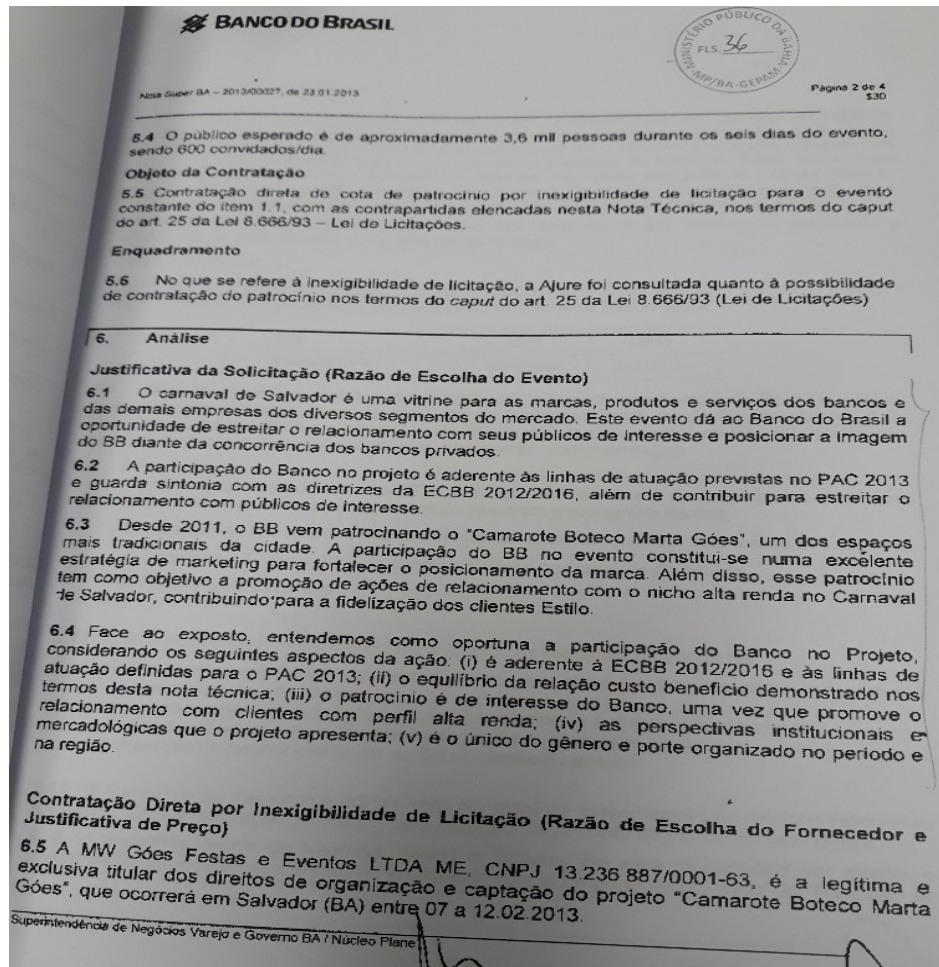 BANCO DO BRASIL
MINISTÉRIO PÚBLICO DA BAHIA
FLS. 36
MP/BA-GEPAM
Nota Super BA – 2013/00027, de 23.01.2013
Página 2 de 4
$30
5.4 O público esperado é de aproximadamente 3,6 mil pessoas durante os seis dias do evento,
sendo 600 convidados/dia.
Objeto da Contratação
5.5 Contratação direta de cota de patrocínio por inexigibilidade de licitação para o evento
constante do item 1.1, com as contrapartidas elencadas nesta Nota Técnica, nos termos do caput
do art. 25 da Lei 8.666/93 – Lei de Licitações.
Enquadramento
5.6 No que se refere à inexigibilidade de licitação, a Ajure foi consultada quanto à possibilidade
de contratação do patrocínio nos termos do caput do art. 25 da Lei 8.666/93 (Lei de Licitações)
6. Análise
Justificativa da Solicitação (Razão de Escolha do Evento)
6.1 O carnaval de Salvador é uma vitrine para as marcas, produtos e serviços dos bancos e
das demais empresas dos diversos segmentos do mercado. Este evento dá ao Banco do Brasil a
oportunidade de estreitar o relacionamento com seus públicos de interesse e posicionar a imagem
do BB diante da concorrência dos bancos privados.
6.2 A participação do Banco no projeto é aderente às linhas de atuação previstas no PAC 2013
e guarda sintonia com as diretrizes da ECBB 2012/2016, além de contribuir para estreitar o
relacionamento com públicos de interesse.
6.3 Desde 2011, o BB vem patrocinando o "Camarote Boteco Marta Góes", um dos espaços
mais tradicionais da cidade. A participação do BB no evento constitui-se numa excelente
estratégia de marketing para fortalecer o posicionamento da marca. Além disso, esse patrocínio
tem como objetivo a promoção de ações de relacionamento com o nicho alta renda no Carnaval
de Salvador, contribuindo para a fidelização dos clientes Estilo.
6.4 Face ao exposto, entendemos como oportuna a participação do Banco no Projeto,
considerando os seguintes aspectos da ação: (i) é aderente à ECBB 2012/2016 e às linhas de
atuação definidas para o PAC 2013; (ii) o equilíbrio da relação custo benefício demonstrado nos
termos desta nota técnica; (iii) o patrocínio é de interesse do Banco, uma vez que promove o
relacionamento com clientes com perfil alta renda; (iv) as perspectivas institucionais e
mercadológicas que o projeto apresenta; (v) é o único do gênero e porte organizado no período e
na região.
Contratação Direta por Inexigibilidade de Licitação (Razão de Escolha do Fornecedor e
Justificativa de Preço)
6.5 A MW Góes Festas e Eventos LTDA ME, CNPJ 13.236 887/0001-63, é a legítima e
exclusiva titular dos direitos de organização e captação do projeto "Camarote Boteco Marta
Góes", que ocorrerá em Salvador (BA) entre 07 a 12.02.2013.
Superintendência de Negócios Varejo e Governo BA / Núcleo Plane